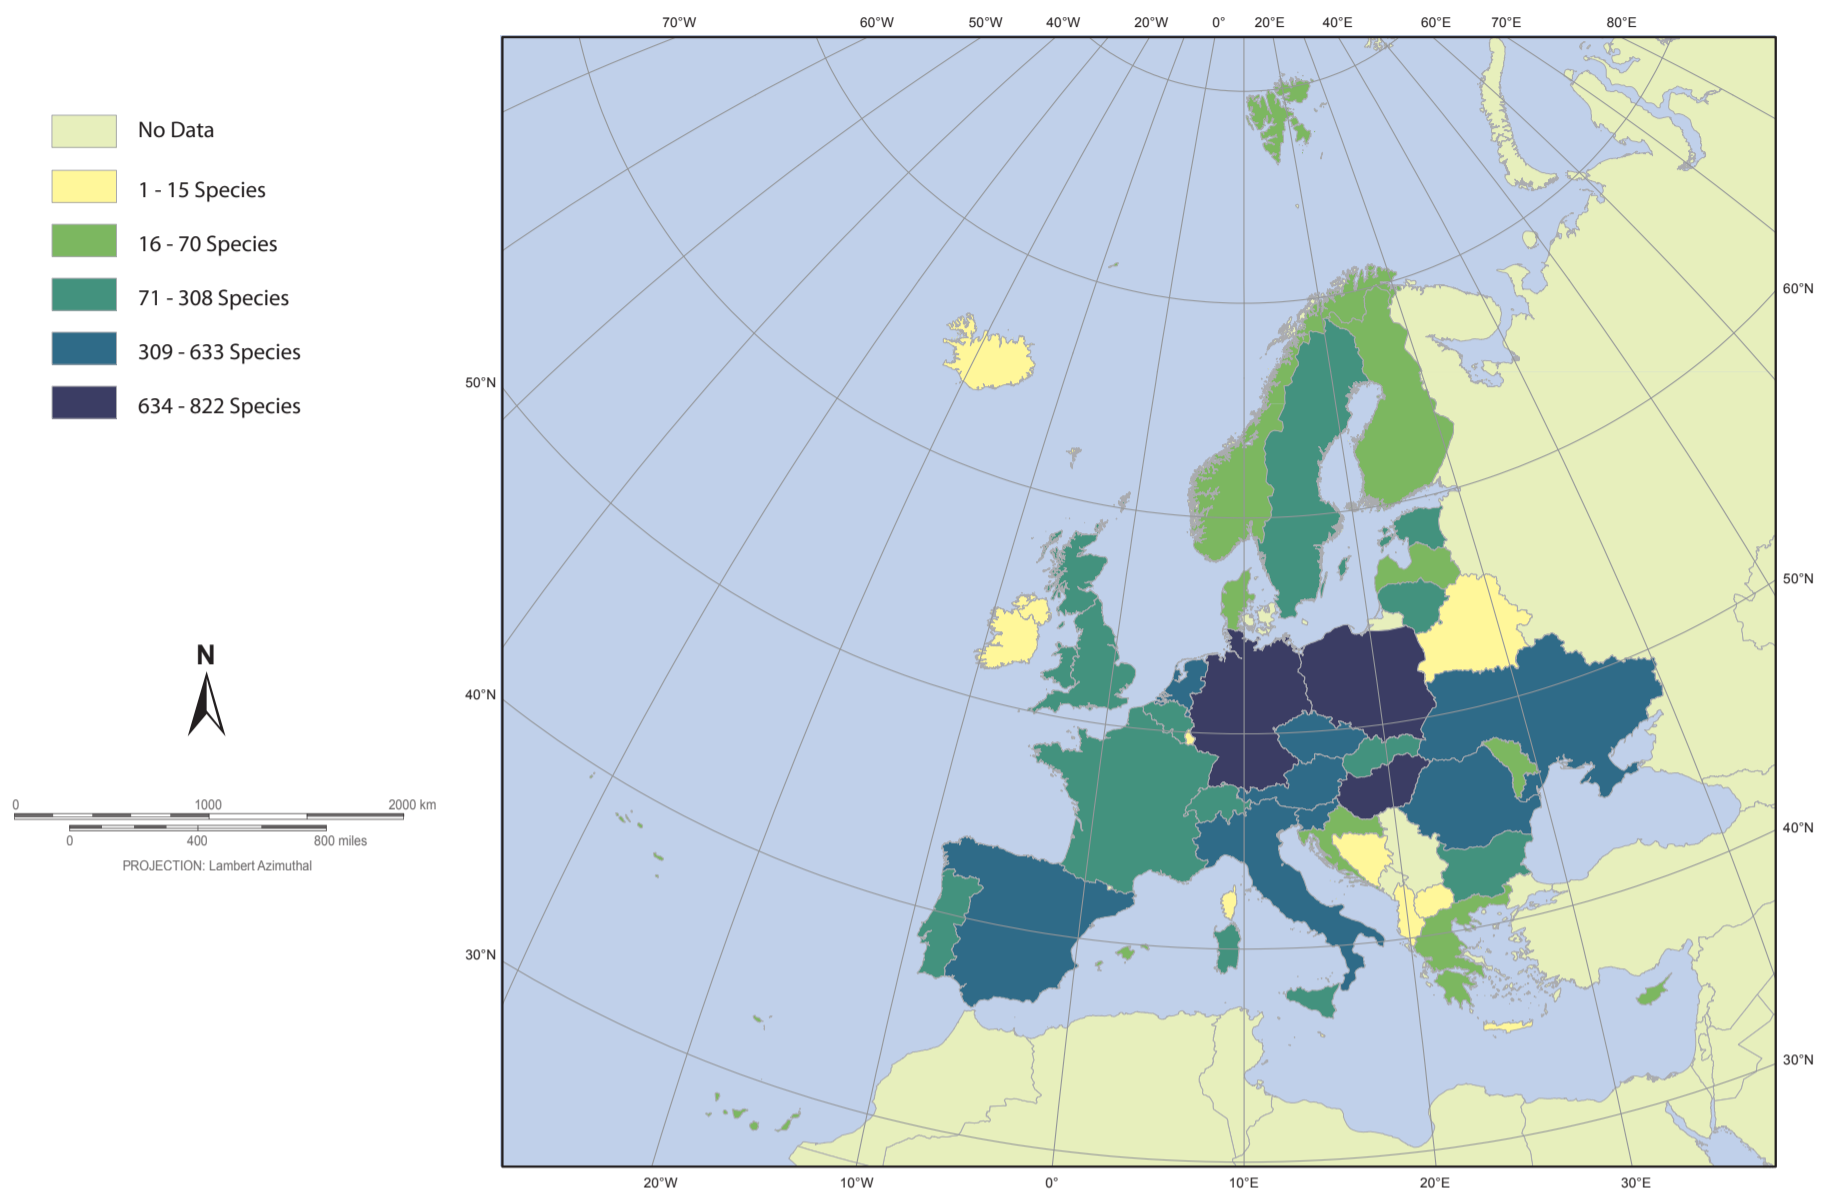 70°W 60°W 50°W 40°W 20°W 0° 20°E 40°E 60°E 70°E 80°E
No Data
1 - 15 Species
16 - 70 Species
71 - 308 Species
309 - 633 Species
634 - 822 Species
60°N
50°N
50°N
N
40°N
0 1000 2000 km
0 400 800 miles
PROJECTION: Lambert Azimuthal
40°N
30°N
30°N
20°W 10°W 0° 10°E 20°E 30°E